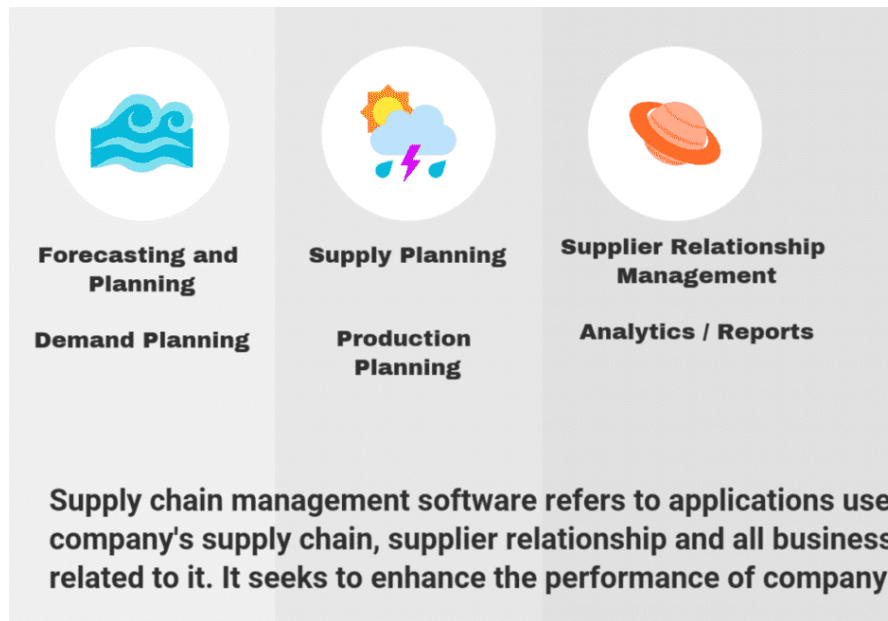 Forecasting and
Planning
Demand Planning
Supply Planning
Production
Planning
Supplier Relationship
Management
Analytics / Reports
Supply chain management software refers to applications use
company's supply chain, supplier relationship and all business
related to it. It seeks to enhance the performance of company